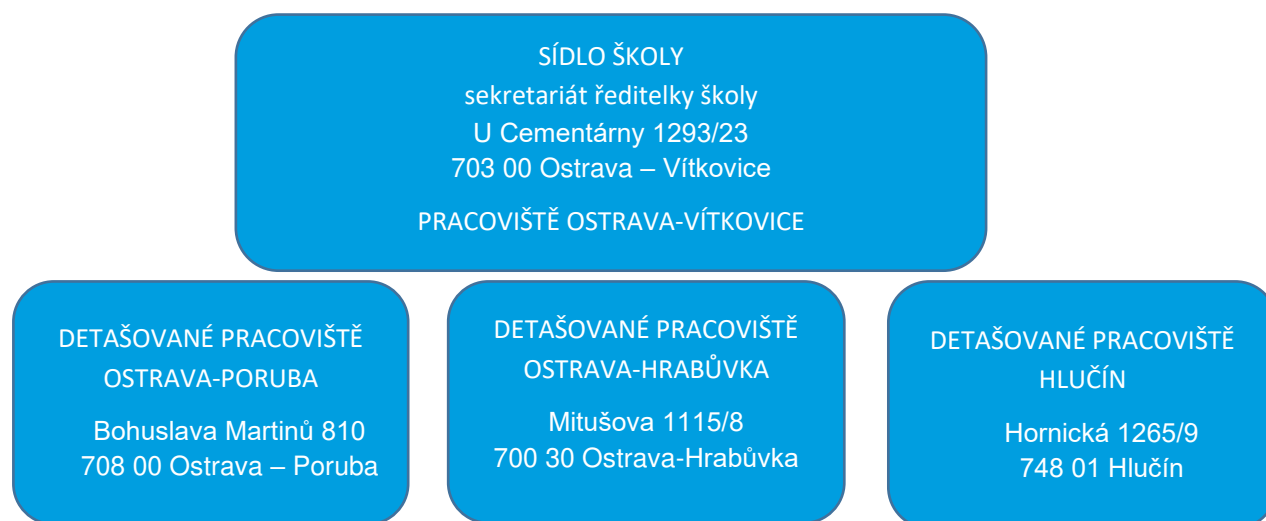 SÍDLO ŠKOLY
sekretariát ředitelky školy
U Cementárny 1293/23
703 00 Ostrava – Vítkovice
PRACOVIŠTĚ OSTRAVA-VÍTKOVICE
DETAŠOVANÉ PRACOVIŠTĚ
OSTRAVA-PORUBA
Bohuslava Martinů 810
708 00 Ostrava – Poruba
DETAŠOVANÉ PRACOVIŠTĚ
OSTRAVA-HRABŮVKA
Mitušova 1115/8
700 30 Ostrava-Hrabůvka
DETAŠOVANÉ PRACOVIŠTĚ
HLUČÍN
Hornická 1265/9
748 01 Hlučín